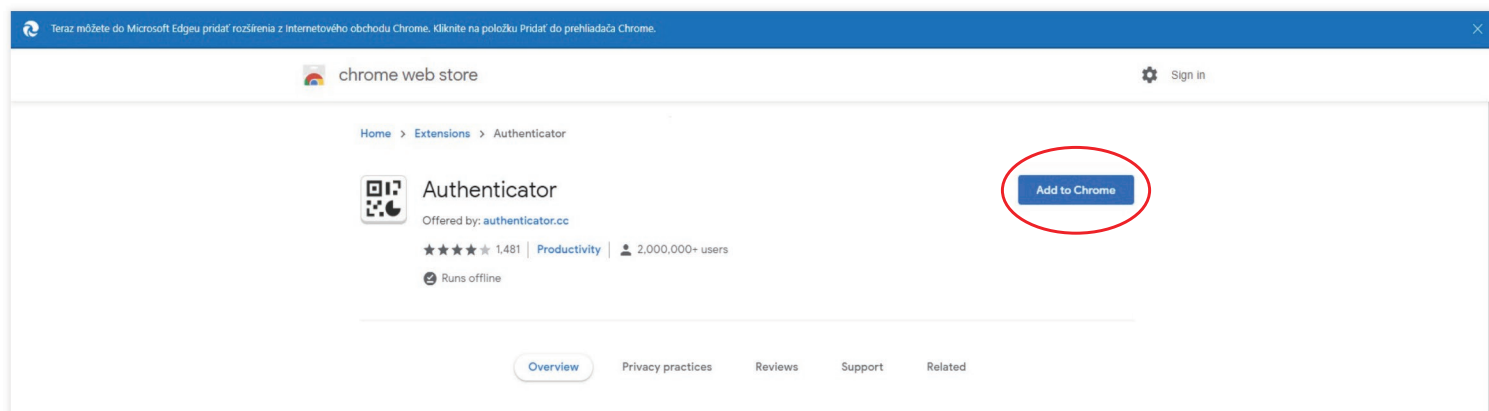 Teraz môžete do Microsoft Edgeu pridať rozšírenia z Internetového obchodu Chrome. Kliknite na položku Pridať do prehliadača Chrome.
chrome web store
Sign in
Home > Extensions > Authenticator
Authenticator
Add to Chrome
Offered by: authenticator.cc
1,481 | Productivity | 2,000,000+ users
Runs offline
Overview Privacy practices Reviews Support Related